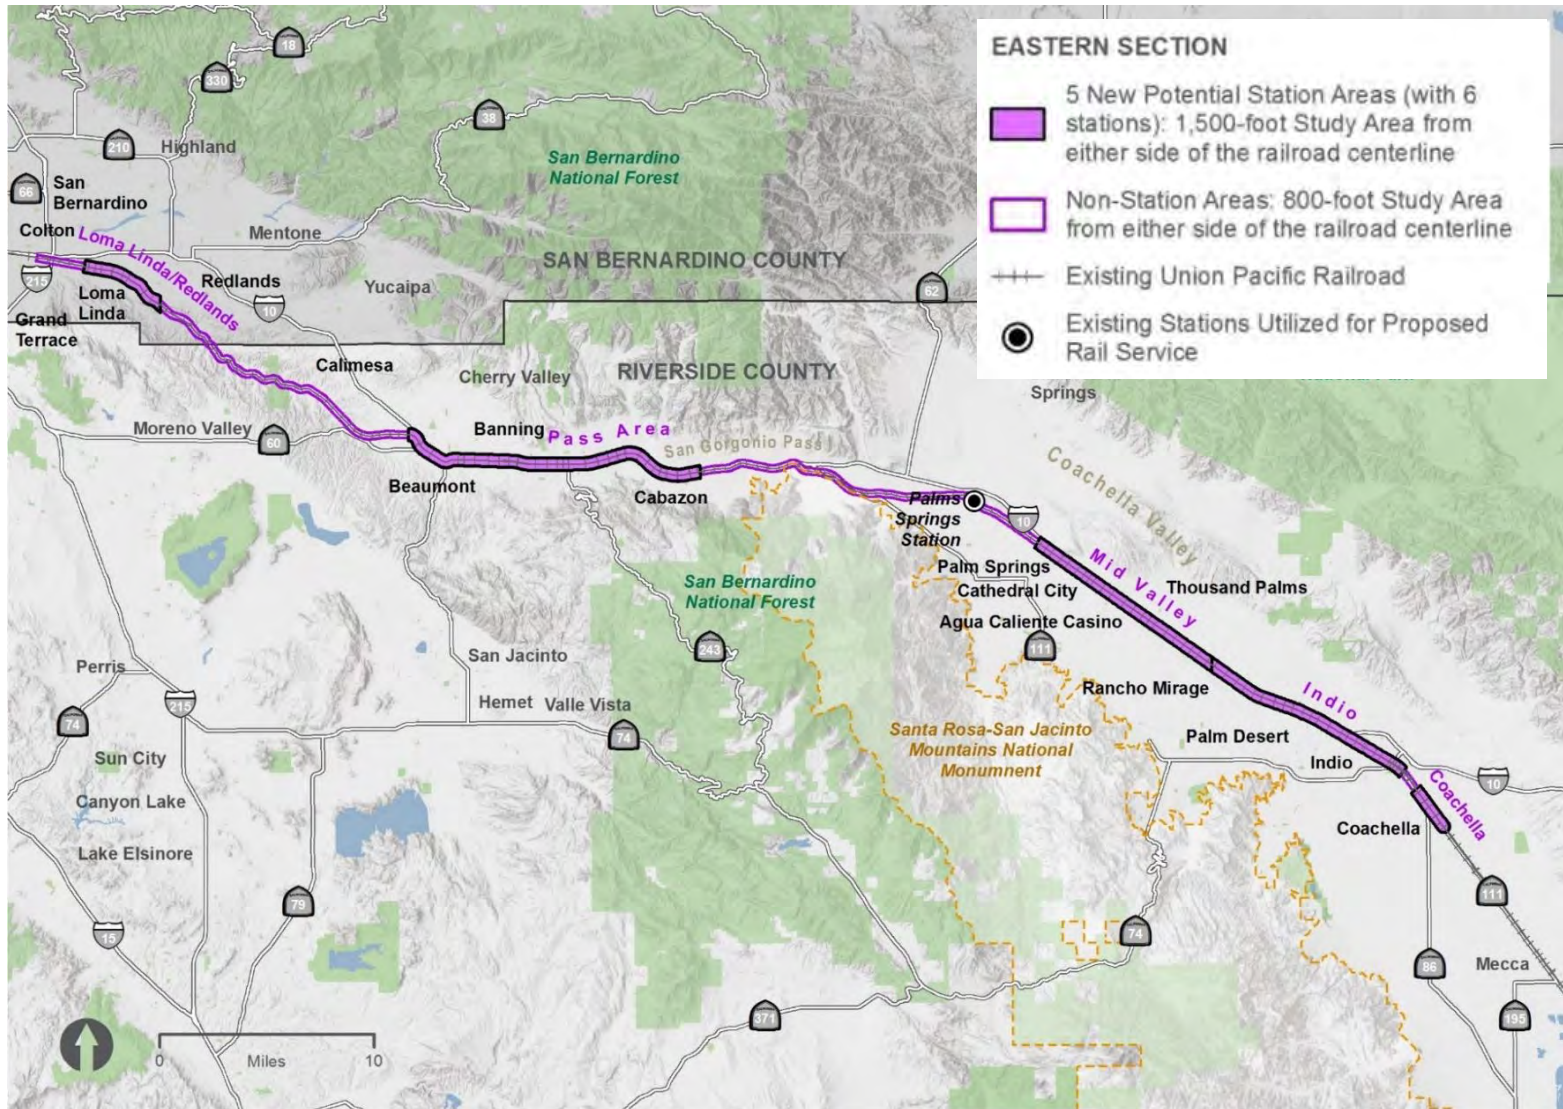 EASTERN SECTION
5 New Potential Station Areas (with 6
stations): 1,500-foot Study Area from
either side of the railroad centerline
Non-Station Areas: 800-foot Study Area
from either side of the railroad centerline
Existing Union Pacific Railroad
Existing Stations Utilized for Proposed
Rail Service
18
330
38
210
Highland
San Bernardino
National Forest
66
San
Bernardino
Colton
Loma Linda/Redlands
Mentone
SAN BERNARDINO COUNTY
215
Loma
Linda
Redlands
10
Yucaipa
62
Grand
Terrace
Calimesa
Cherry Valley
RIVERSIDE COUNTY
Springs
Moreno Valley
60
Banning
Pass Area
San Gorgonio Pass
Coachella Valley
Beaumont
Cabazon
Palms
Springs
Station
10
Mid Valley
Palm Springs
Cathedral City
Thousand Palms
San Bernardino
National Forest
Agua Caliente Casino
243
111
San Jacinto
Perris
Rancho Mirage
Indio
Hemet
Valle Vista
215
74
74
Santa Rosa-San Jacinto
Mountains National
Monumnent
Palm Desert
Sun City
Indio
10
Coachella
Canyon Lake
Coachella
Lake Elsinore
79
111
15
74
86
Mecca
371
195
0
Miles
10